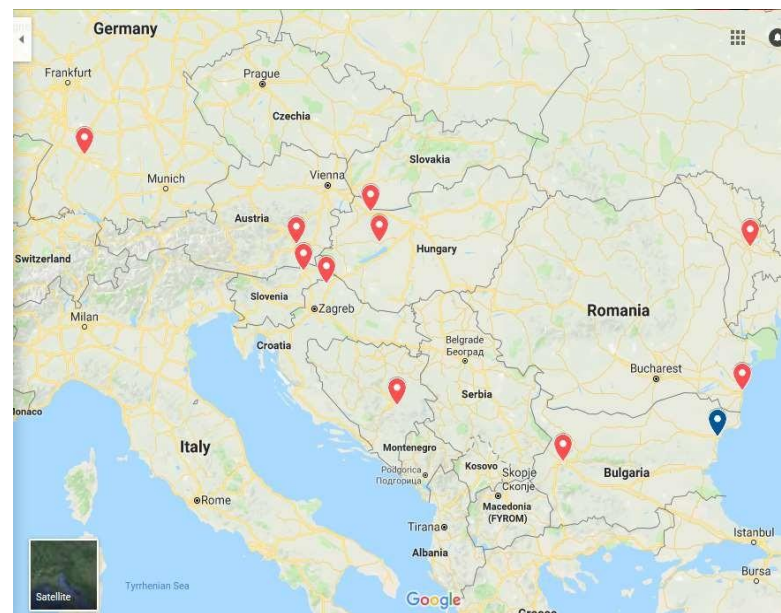 Germany
Frankfurt
Prague
Czechia
Slovakia
Vienna
Munich
Austria
Hungary
Switzerland
Slovenia
Romania
Zagreb
Milan
Croatia
Belgrade
Београд
Bucharest
Serbia
Monaco
Italy
Montenegro
Kosovo
Podgorica
Подгорица
Skopje
Скопје
Bulgaria
Rome
Macedonia
(FYROM)
Tirana
Albania
Istanbul
Tyrrhenian Sea
Bursa
Satellite
Google
Greece